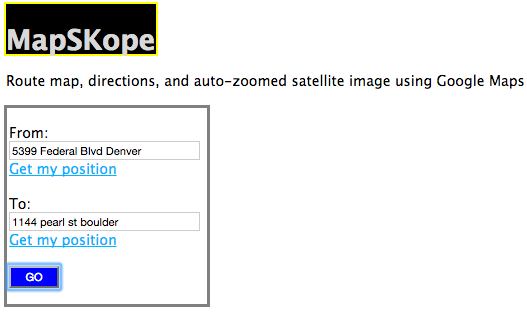 MapSKope
Route map, directions, and auto-zoomed satellite image using Google Maps
From:
5399 Federal Blvd Denver
Get my position
To:
1144 pearl st boulder
Get my position
GO